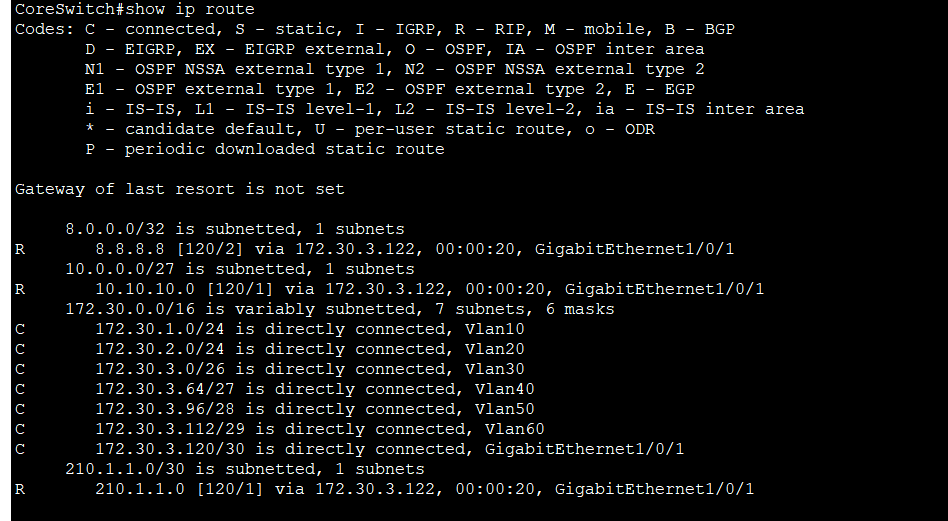 CoreSwitch#show ip route
Codes: C - connected, S - static, I - IGRP, R - RIP, M - mobile, B - BGP
       D - EIGRP, EX - EIGRP external, O - OSPF, IA - OSPF inter area
       N1 - OSPF NSSA external type 1, N2 - OSPF NSSA external type 2
       E1 - OSPF external type 1, E2 - OSPF external type 2, E - EGP
       i - IS-IS, L1 - IS-IS level-1, L2 - IS-IS level-2, ia - IS-IS inter area
       * - candidate default, U - per-user static route, o - ODR
       P - periodic downloaded static route

Gateway of last resort is not set

     8.0.0.0/32 is subnetted, 1 subnets
R       8.8.8.8 [120/2] via 172.30.3.122, 00:00:20, GigabitEthernet1/0/1
     10.0.0.0/27 is subnetted, 1 subnets
R       10.10.10.0 [120/1] via 172.30.3.122, 00:00:20, GigabitEthernet1/0/1
     172.30.0.0/16 is variably subnetted, 7 subnets, 6 masks
C       172.30.1.0/24 is directly connected, Vlan10
C       172.30.2.0/24 is directly connected, Vlan20
C       172.30.3.0/26 is directly connected, Vlan30
C       172.30.3.64/27 is directly connected, Vlan40
C       172.30.3.96/28 is directly connected, Vlan50
C       172.30.3.112/29 is directly connected, Vlan60
C       172.30.3.120/30 is directly connected, GigabitEthernet1/0/1
     210.1.1.0/30 is subnetted, 1 subnets
R       210.1.1.0 [120/1] via 172.30.3.122, 00:00:20, GigabitEthernet1/0/1